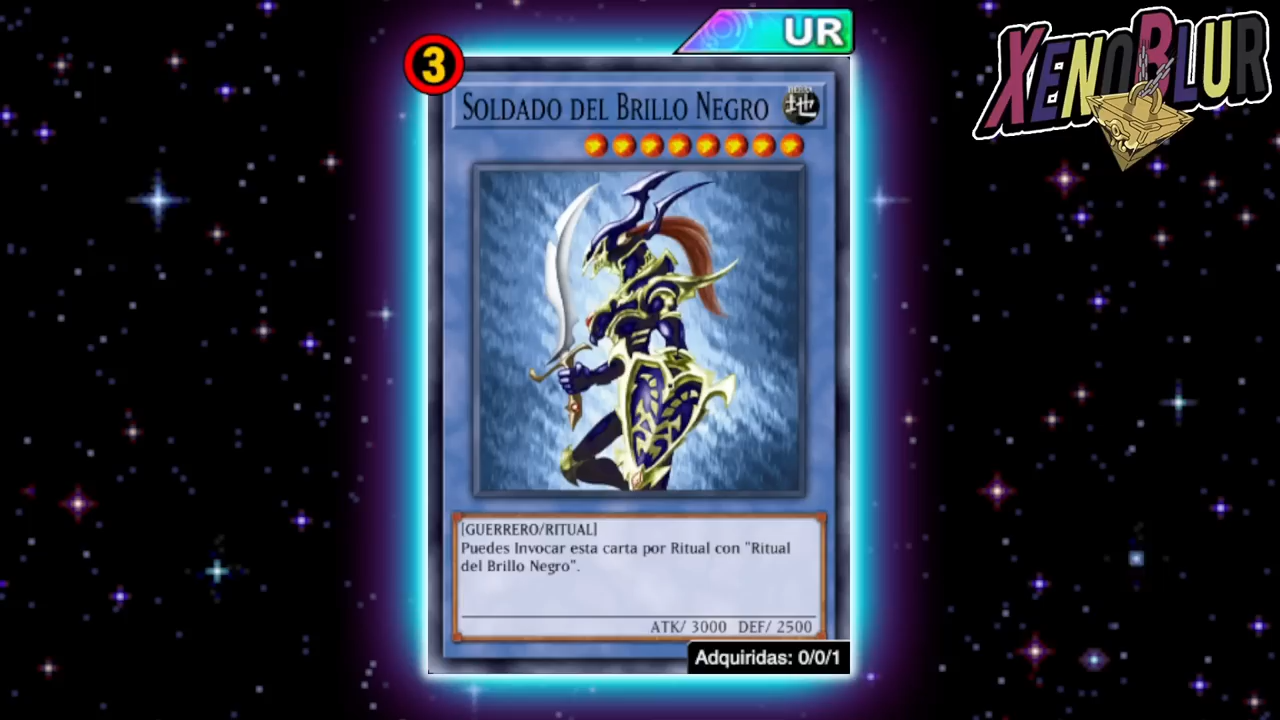 UR
XENOBLUR
3
SOLDADO DEL BRILLO NEGRO
地
[GUERRERO/RITUAL]
Puedes Invocar esta carta por Ritual con "Ritual
del Brillo Negro".
ATK/ 3000 DEF/ 2500
Adquiridas: 0/0/1